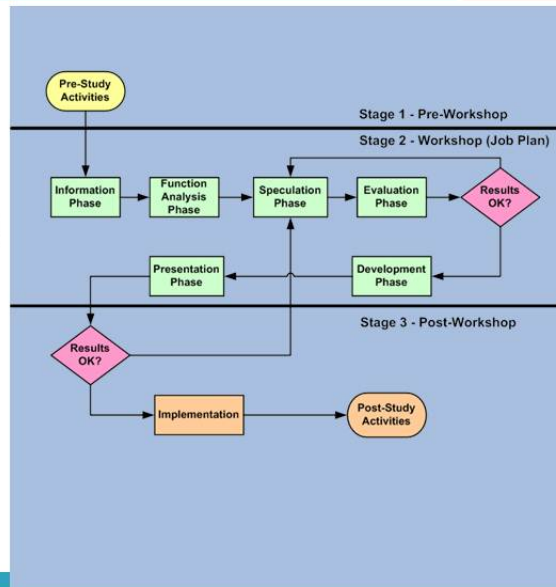 Pre-Study
Activities
Stage 1 - Pre-Workshop
Stage 2 - Workshop (Job Plan)
Information
Phase
Function
Analysis
Phase
Speculation
Phase
Evaluation
Phase
Results
OK?
Presentation
Phase
Development
Phase
Stage 3 - Post-Workshop
Results
OK?
Implementation
Post-Study
Activities